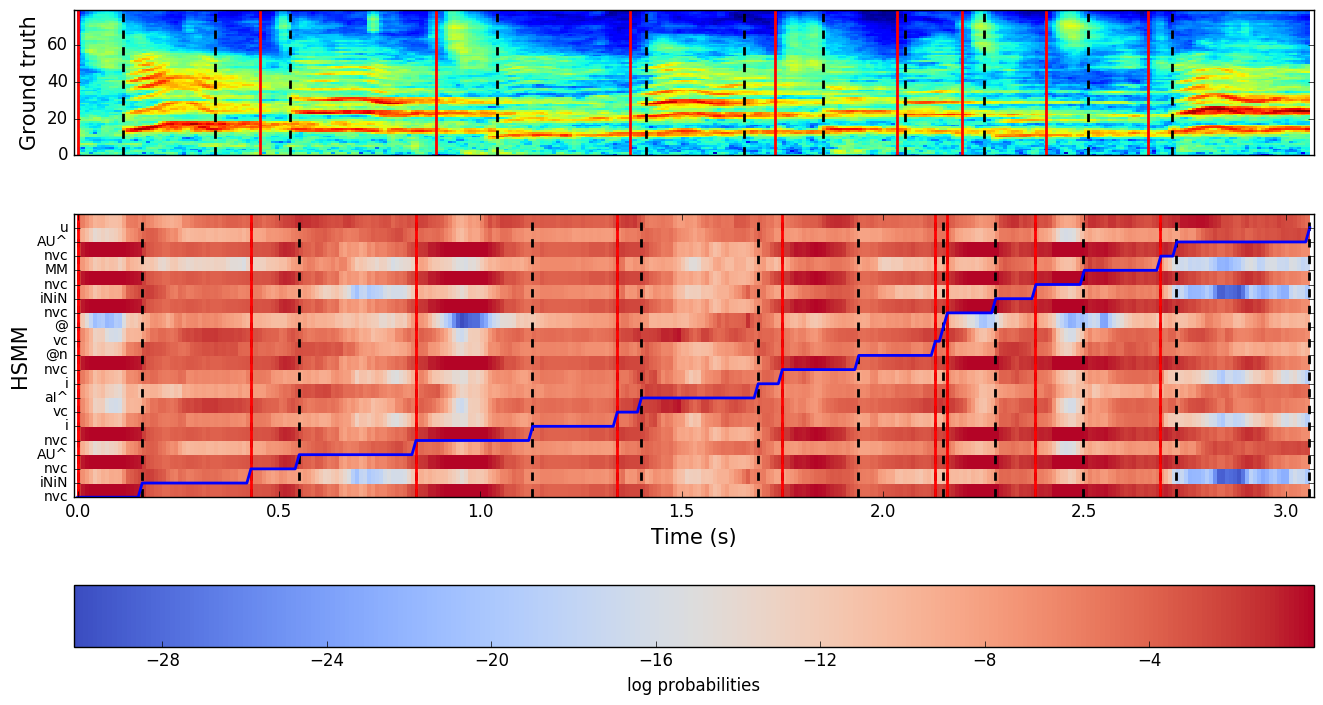 Ground truth
60
40
20
0
HSMM
u
AU^
nvc
MM
nvc
iNiN
nvc
@
vc
@n
nvc
i
aI^
vc
i
nvc
AU^
nvc
iNiN
nvc
0.0 0.5 1.0 1.5 2.0 2.5 3.0
Time (s)
−28 −24 −20 −16 −12 −8 −4
log probabilities